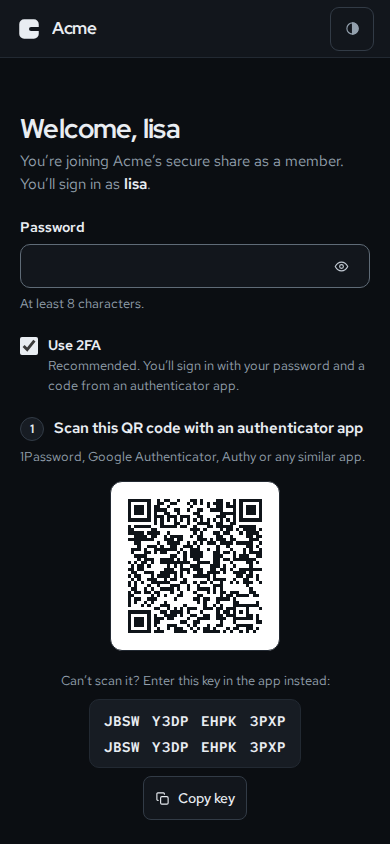 Acme
Welcome, lisa
You’re joining Acme’s secure share as a member.
You’ll sign in as lisa.
Password
At least 8 characters.
Use 2FA
Recommended. You’ll sign in with your password and a
code from an authenticator app.
1 Scan this QR code with an authenticator app
1Password, Google Authenticator, Authy or any similar app.
Can’t scan it? Enter this key in the app instead:
JBSW Y3DP EHPK 3PXP
JBSW Y3DP EHPK 3PXP
Copy key